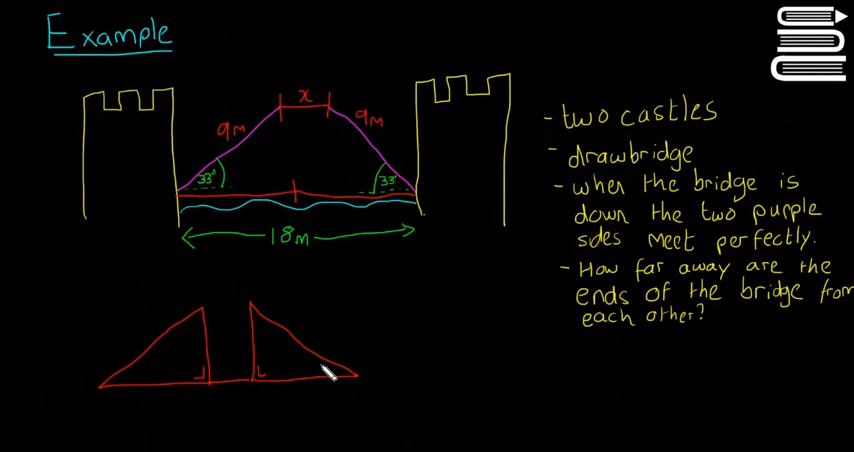 Example
x
9m
9m
33°
33°
18m
- two castles
- drawbridge
- when the bridge is
down the two purple
sides meet perfectly.
- How far away are the
ends of the bridge from
each other?